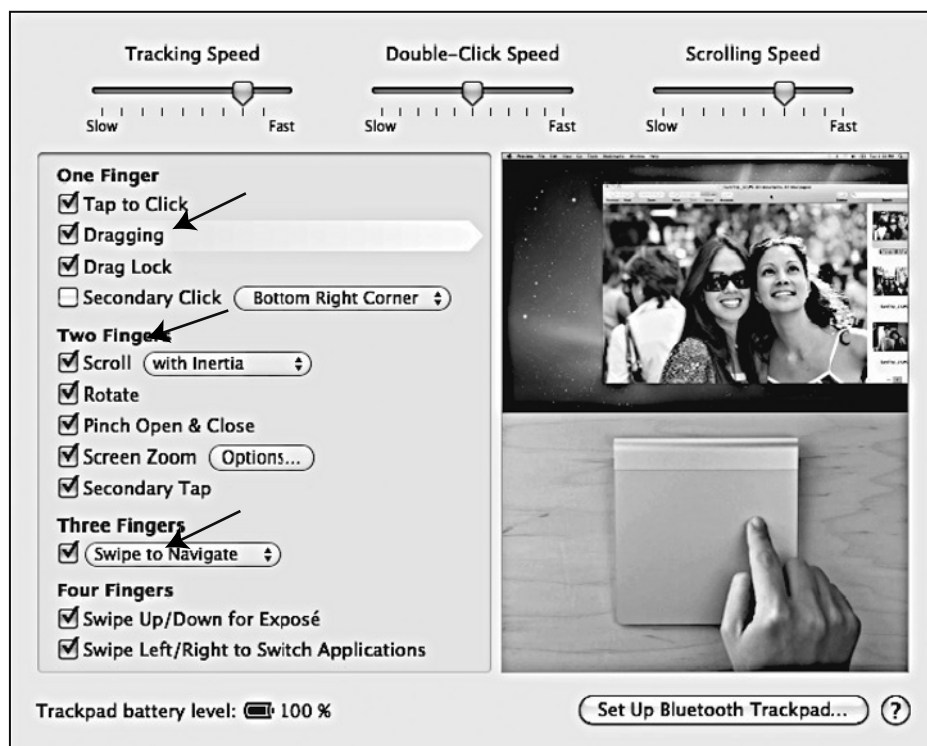 Tracking Speed Double-Click Speed Scrolling Speed
Slow Fast Slow Fast Slow Fast
One Finger
Tap to Click
Dragging
Drag Lock
Secondary Click Bottom Right Corner
Two Fingers
Scroll with Inertia
Rotate
Pinch Open & Close
Screen Zoom Options...
Secondary Tap
Three Fingers
Swipe to Navigate
Four Fingers
Swipe Up/Down for Exposé
Swipe Left/Right to Switch Applications
Trackpad battery level: 100 % Set Up Bluetooth Trackpad... ?